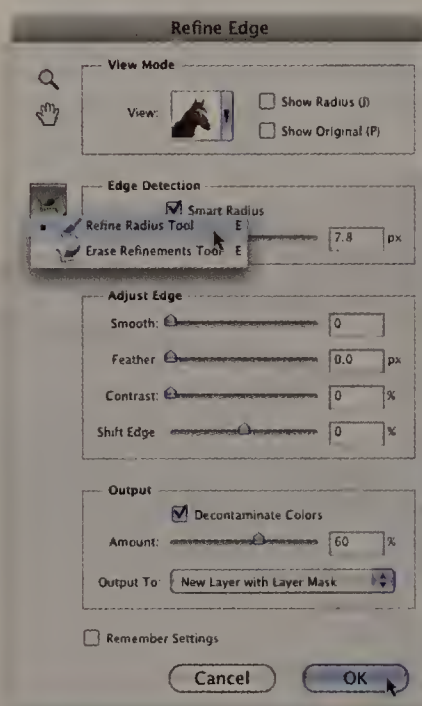 Refine Edge
View Mode
View:
Show Radius (J)
Show Original (P)
Edge Detection
Smart Radius
Refine Radius Tool E
Erase Refinements Tool E
7.8 px
Adjust Edge
Smooth: 0
Feather 0.0 px
Contrast: 0 %
Shift Edge 0 %
Output
Decontaminate Colors
Amount: 60 %
Output To: New Layer with Layer Mask
Remember Settings
Cancel OK